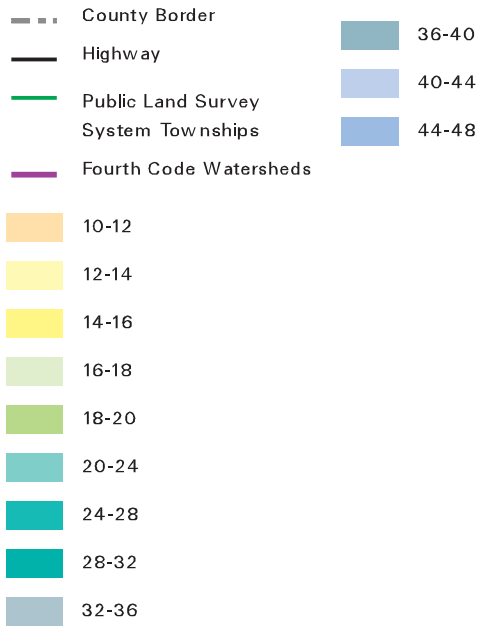 County Border
Highway
Public Land Survey
System Townships
Fourth Code Watersheds
10-12
12-14
14-16
16-18
18-20
20-24
24-28
28-32
32-36
36-40
40-44
44-48